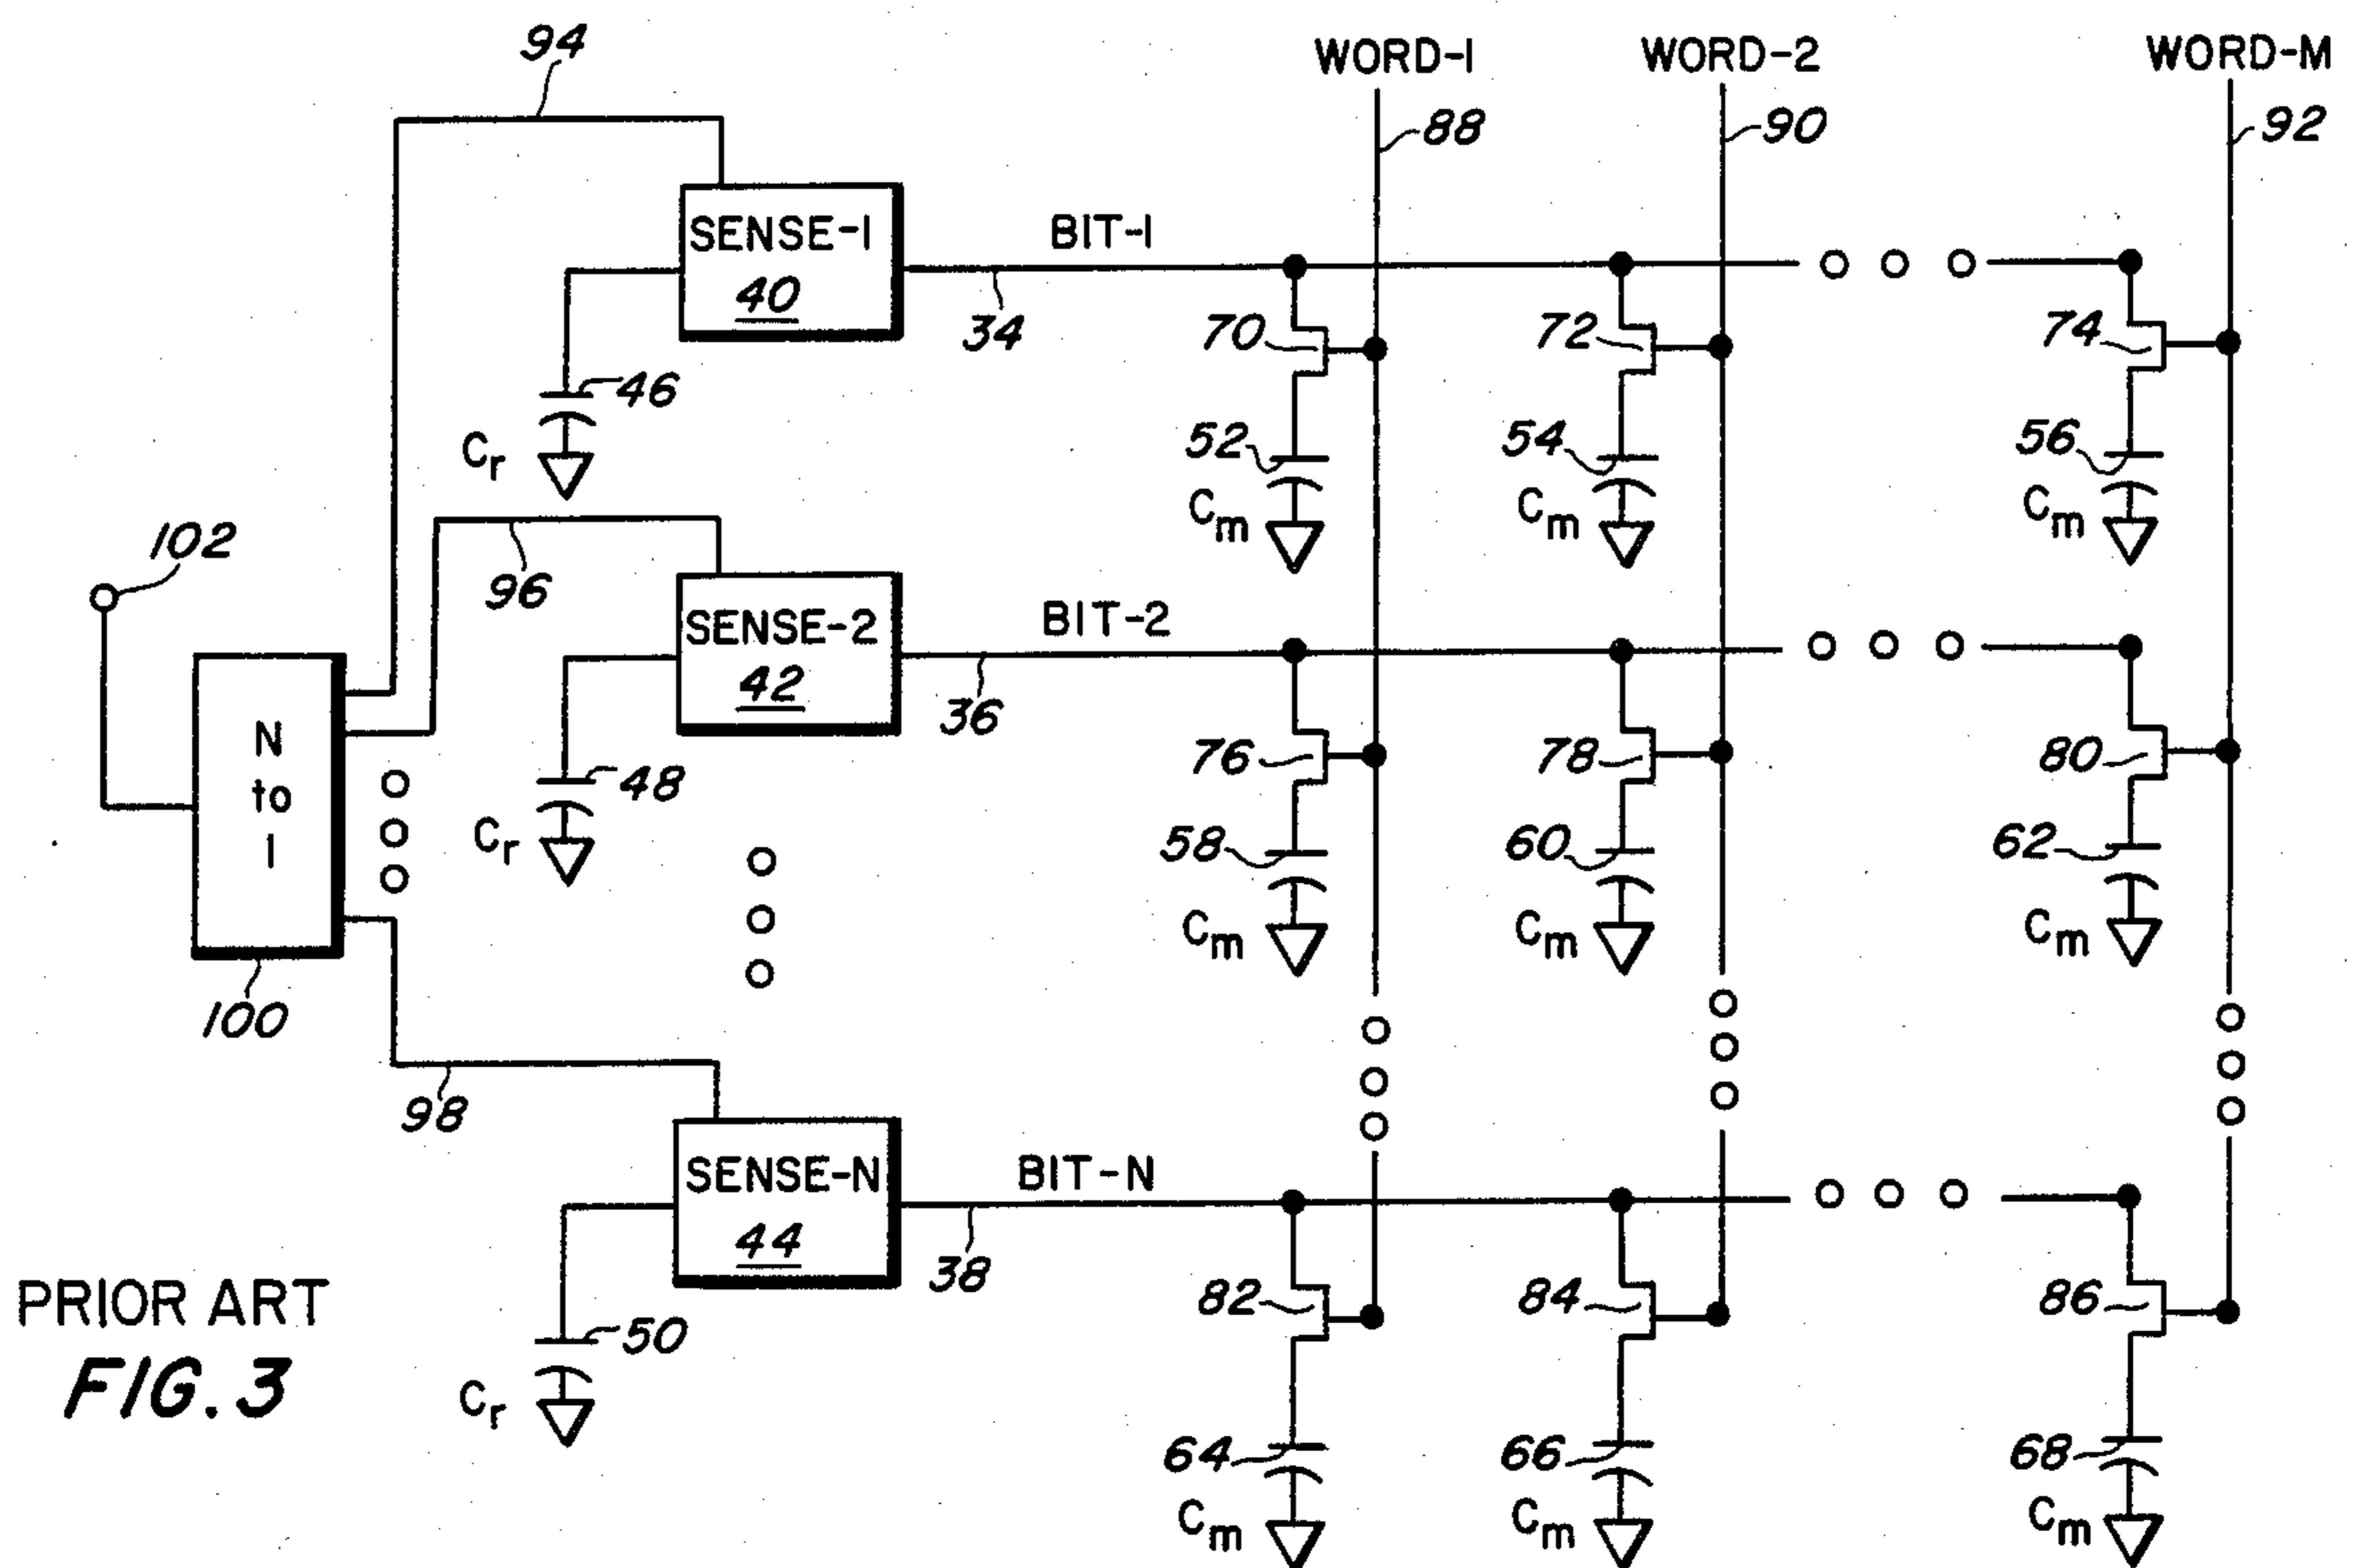 94
WORD-1
WORD-2
WORD-M
88
90
92
SENSE-1
40
BIT-1
34
70
72
74
46
Cr
52
54
56
Cm
Cm
Cm
102
96
SENSE-2
42
BIT-2
36
N
to
1
76
78
80
48
Cr
58
60
62
Cm
Cm
Cm
100
98
SENSE-N
44
BIT-N
38
82
84
86
PRIOR ART
FIG. 3
50
Cr
64
66
68
Cm
Cm
Cm